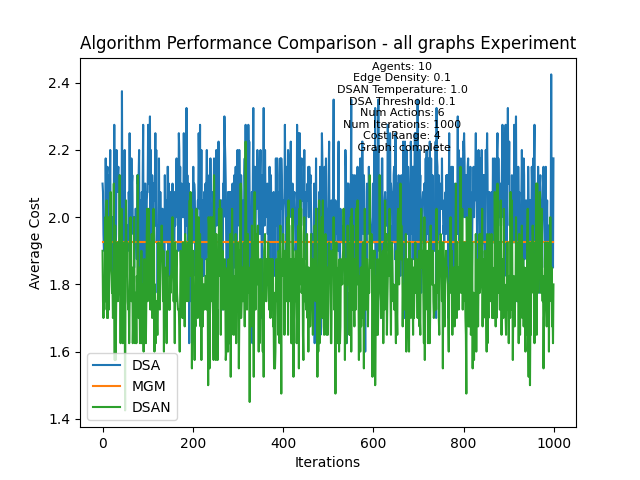 Algorithm Performance Comparison - all graphs Experiment
Agents: 10
Edge Density: 0.1
DSAN Temperature: 1.0
DSA Threshold: 0.1
Num Actions: 6
Num Iterations: 1000
Cost Range: 4
Graph: complete
2.4
2.2
2.0
1.8
1.6
1.4
Average Cost
DSA
MGM
DSAN
0
200
400
600
800
1000
Iterations